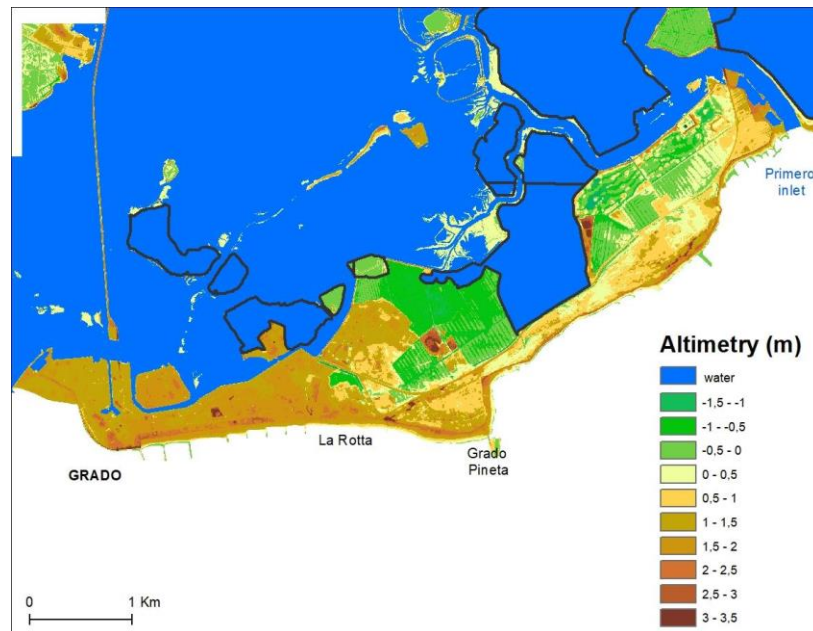 Primero
inlet
Altimetry (m)
water
-1,5 - -1
-1 - -0,5
-0,5 - 0
0 - 0,5
0,5 - 1
1 - 1,5
1,5 - 2
2 - 2,5
2,5 - 3
3 - 3,5
La Rotta
GRADO
Grado
Pineta
0
1 Km